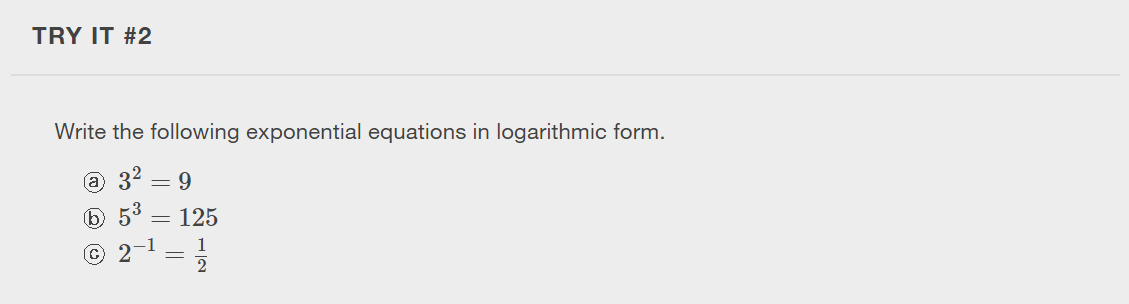 TRY IT #2
Write the following exponential equations in logarithmic form.
ⓐ 3² = 9
ⓑ 5³ = 125
ⓒ 2⁻¹ = 1/2